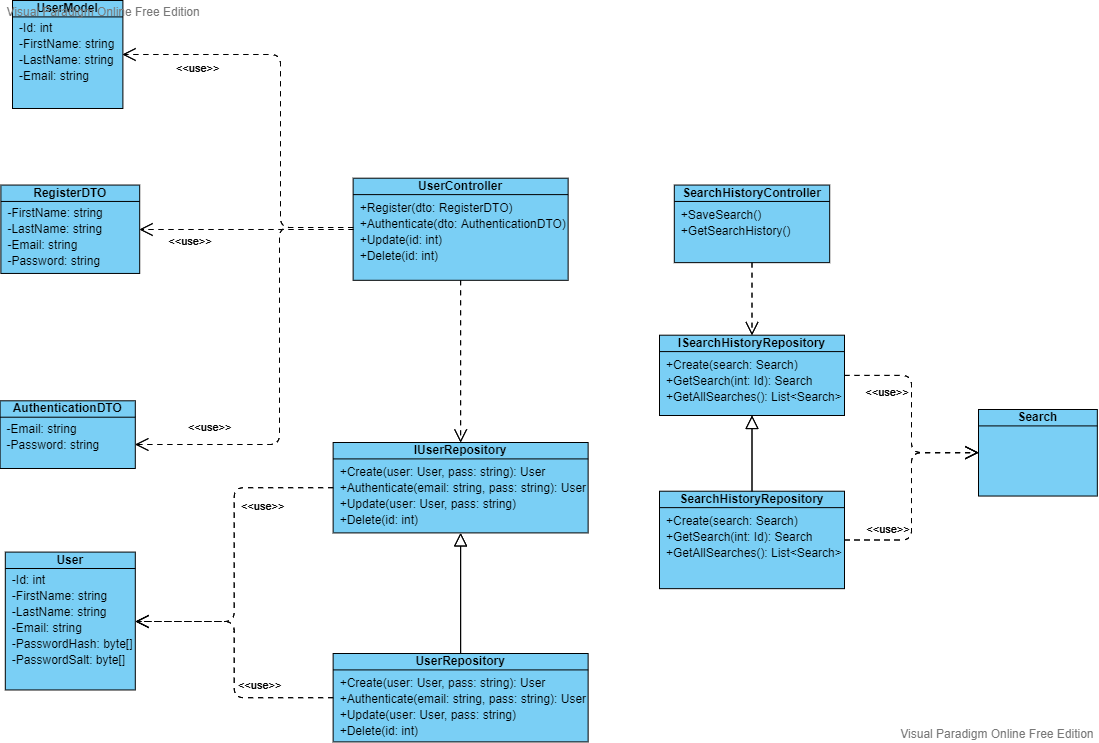 Visual Paradigm Online Free Edition
UserModel
-Id: int
-FirstName: string
-LastName: string
-Email: string
<<use>>
RegisterDTO
-FirstName: string
-LastName: string
-Email: string
-Password: string
<<use>>
UserController
+Register(dto: RegisterDTO)
+Authenticate(dto: AuthenticationDTO)
+Update(id: int)
+Delete(id: int)
SearchHistoryController
+SaveSearch()
+GetSearchHistory()
ISearchHistoryRepository
+Create(search: Search)
+GetSearch(int: Id): Search
+GetAllSearches(): List<Search>
<<use>>
Search
AuthenticationDTO
-Email: string
-Password: string
<<use>>
IUserRepository
+Create(user: User, pass: string): User
+Authenticate(email: string, pass: string): User
+Update(user: User, pass: string)
+Delete(id: int)
<<use>>
SearchHistoryRepository
+Create(search: Search)
+GetSearch(int: Id): Search
+GetAllSearches(): List<Search>
<<use>>
User
-Id: int
-FirstName: string
-LastName: string
-Email: string
-PasswordHash: byte[]
-PasswordSalt: byte[]
<<use>>
UserRepository
+Create(user: User, pass: string): User
+Authenticate(email: string, pass: string): User
+Update(user: User, pass: string)
+Delete(id: int)
Visual Paradigm Online Free Edition